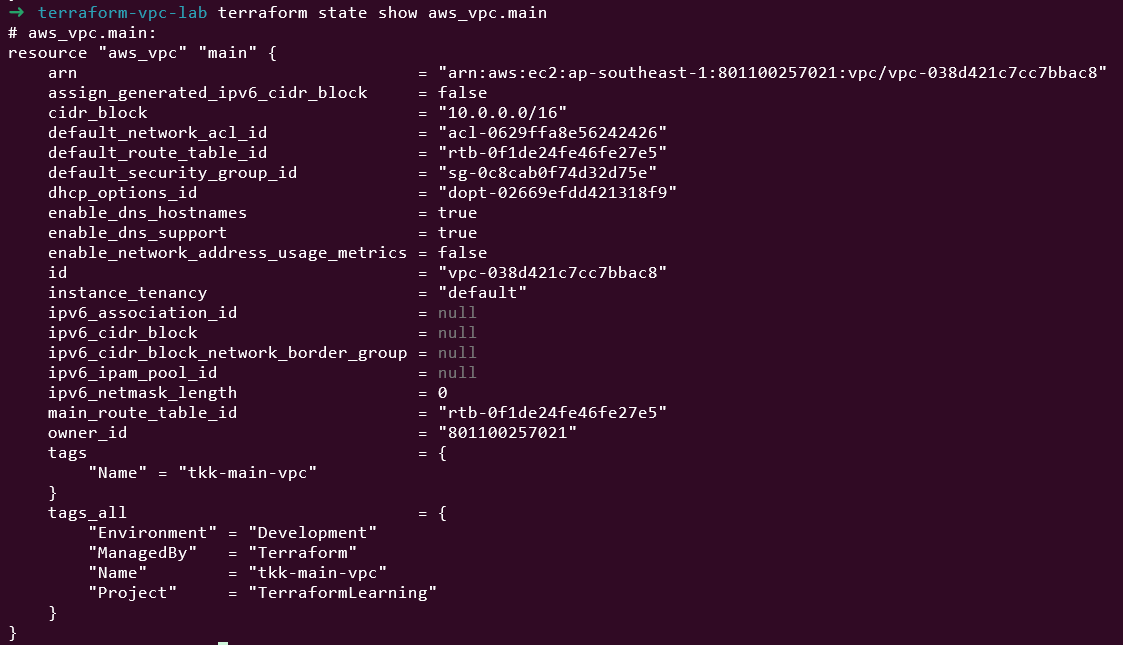 → terraform-vpc-lab terraform state show aws_vpc.main
# aws_vpc.main:
resource "aws_vpc" "main" {
    arn                                  = "arn:aws:ec2:ap-southeast-1:801100257021:vpc/vpc-038d421c7cc7bbac8"
    assign_generated_ipv6_cidr_block     = false
    cidr_block                           = "10.0.0.0/16"
    default_network_acl_id               = "acl-0629ffa8e56242426"
    default_route_table_id               = "rtb-0f1de24fe46fe27e5"
    default_security_group_id            = "sg-0c8cab0f74d32d75e"
    dhcp_options_id                      = "dopt-02669efdd421318f9"
    enable_dns_hostnames                 = true
    enable_dns_support                   = true
    enable_network_address_usage_metrics = false
    id                                   = "vpc-038d421c7cc7bbac8"
    instance_tenancy                     = "default"
    ipv6_association_id                  = null
    ipv6_cidr_block                      = null
    ipv6_cidr_block_network_border_group = null
    ipv6_ipam_pool_id                    = null
    ipv6_netmask_length                  = 0
    main_route_table_id                  = "rtb-0f1de24fe46fe27e5"
    owner_id                             = "801100257021"
    tags                                 = {
        "Name" = "tkk-main-vpc"
    }
    tags_all                             = {
        "Environment" = "Development"
        "ManagedBy"   = "Terraform"
        "Name"        = "tkk-main-vpc"
        "Project"     = "TerraformLearning"
    }
}